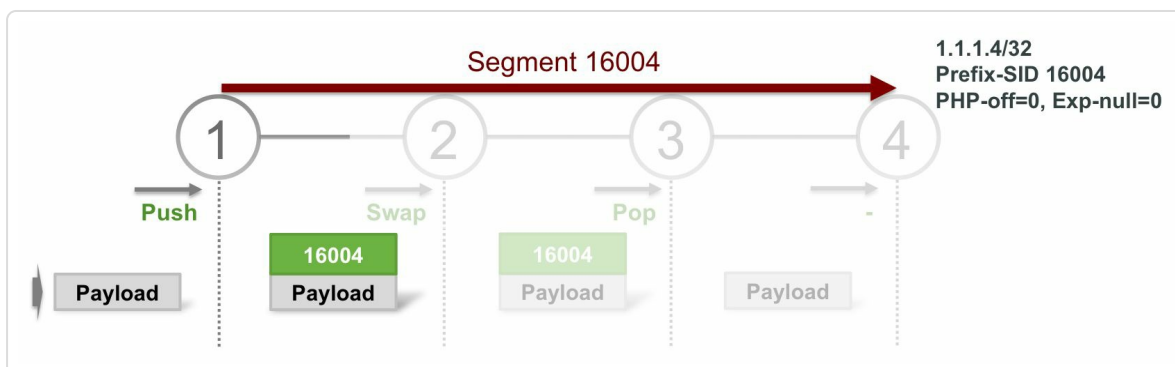 Segment 16004
1.1.1.4/32
Prefix-SID 16004
PHP-off=0, Exp-null=0
1
2
3
4
Push
Swap
Pop
-
16004
16004
Payload
Payload
Payload
Payload